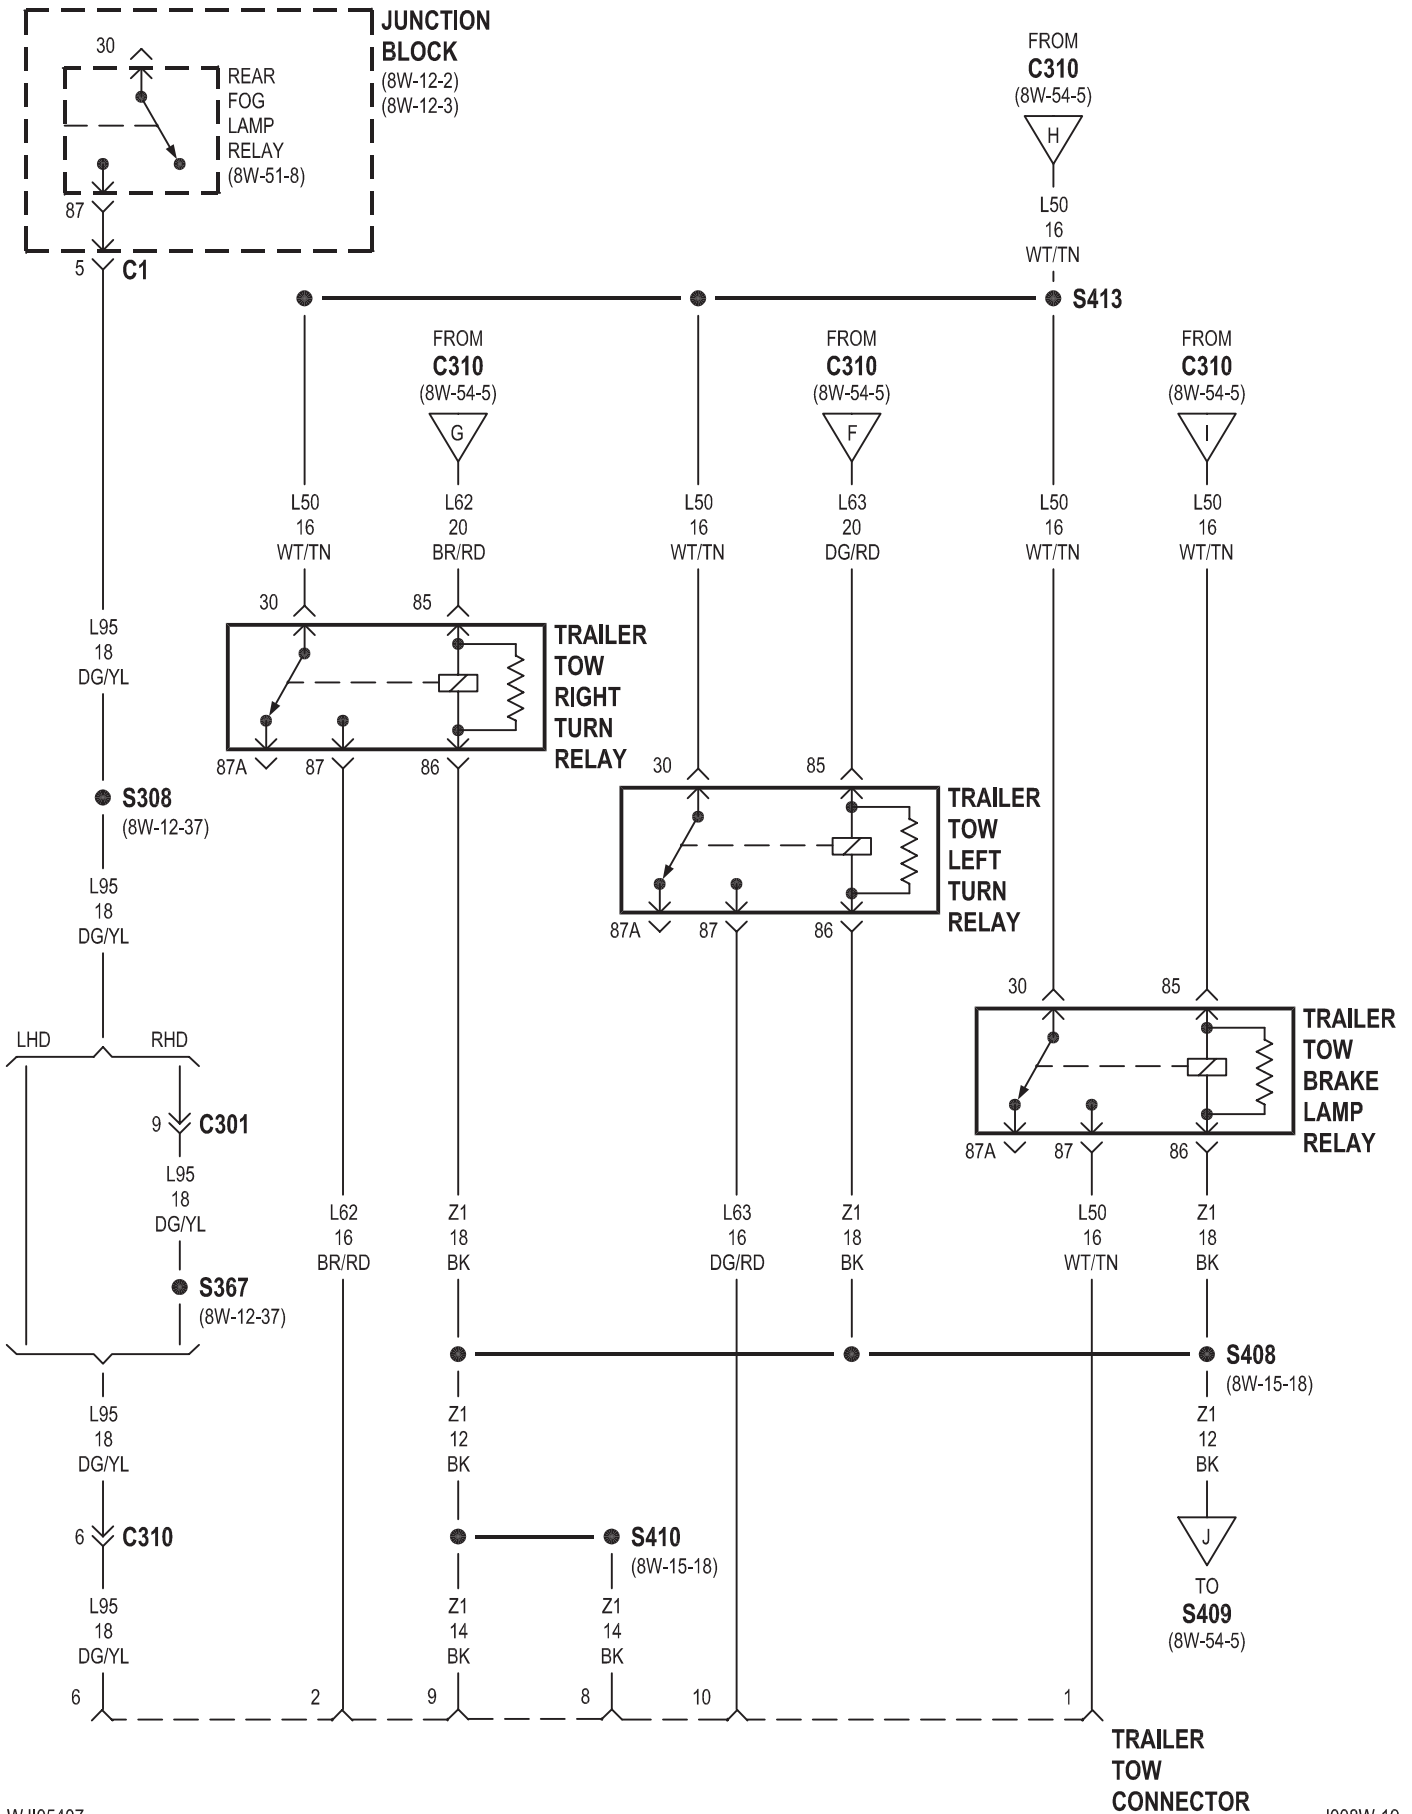 JUNCTION
BLOCK
(8W-12-2)
(8W-12-3)
30
REAR
FOG
LAMP
RELAY
(8W-51-8)
87
5
C1
FROM
C310
(8W-54-5)
H
L50
16
WT/TN
S413
FROM
C310
(8W-54-5)
G
FROM
C310
(8W-54-5)
F
FROM
C310
(8W-54-5)
I
L50
16
WT/TN
L62
20
BR/RD
L50
16
WT/TN
L63
20
DG/RD
L50
16
WT/TN
L50
16
WT/TN
L95
18
DG/YL
30
85
TRAILER
TOW
RIGHT
TURN
RELAY
87A
87
86
30
85
TRAILER
TOW
LEFT
TURN
RELAY
87A
87
86
S308
(8W-12-37)
L95
18
DG/YL
30
85
TRAILER
TOW
BRAKE
LAMP
RELAY
87A
87
86
LHD
RHD
9
C301
L95
18
DG/YL
S367
(8W-12-37)
L62
16
BR/RD
Z1
18
BK
L63
16
DG/RD
Z1
18
BK
L50
16
WT/TN
Z1
18
BK
S408
(8W-15-18)
L95
18
DG/YL
Z1
12
BK
Z1
12
BK
6
C310
S410
(8W-15-18)
J
TO
S409
(8W-54-5)
L95
18
DG/YL
Z1
14
BK
Z1
14
BK
6
2
9
8
10
1
TRAILER
TOW
CONNECTOR